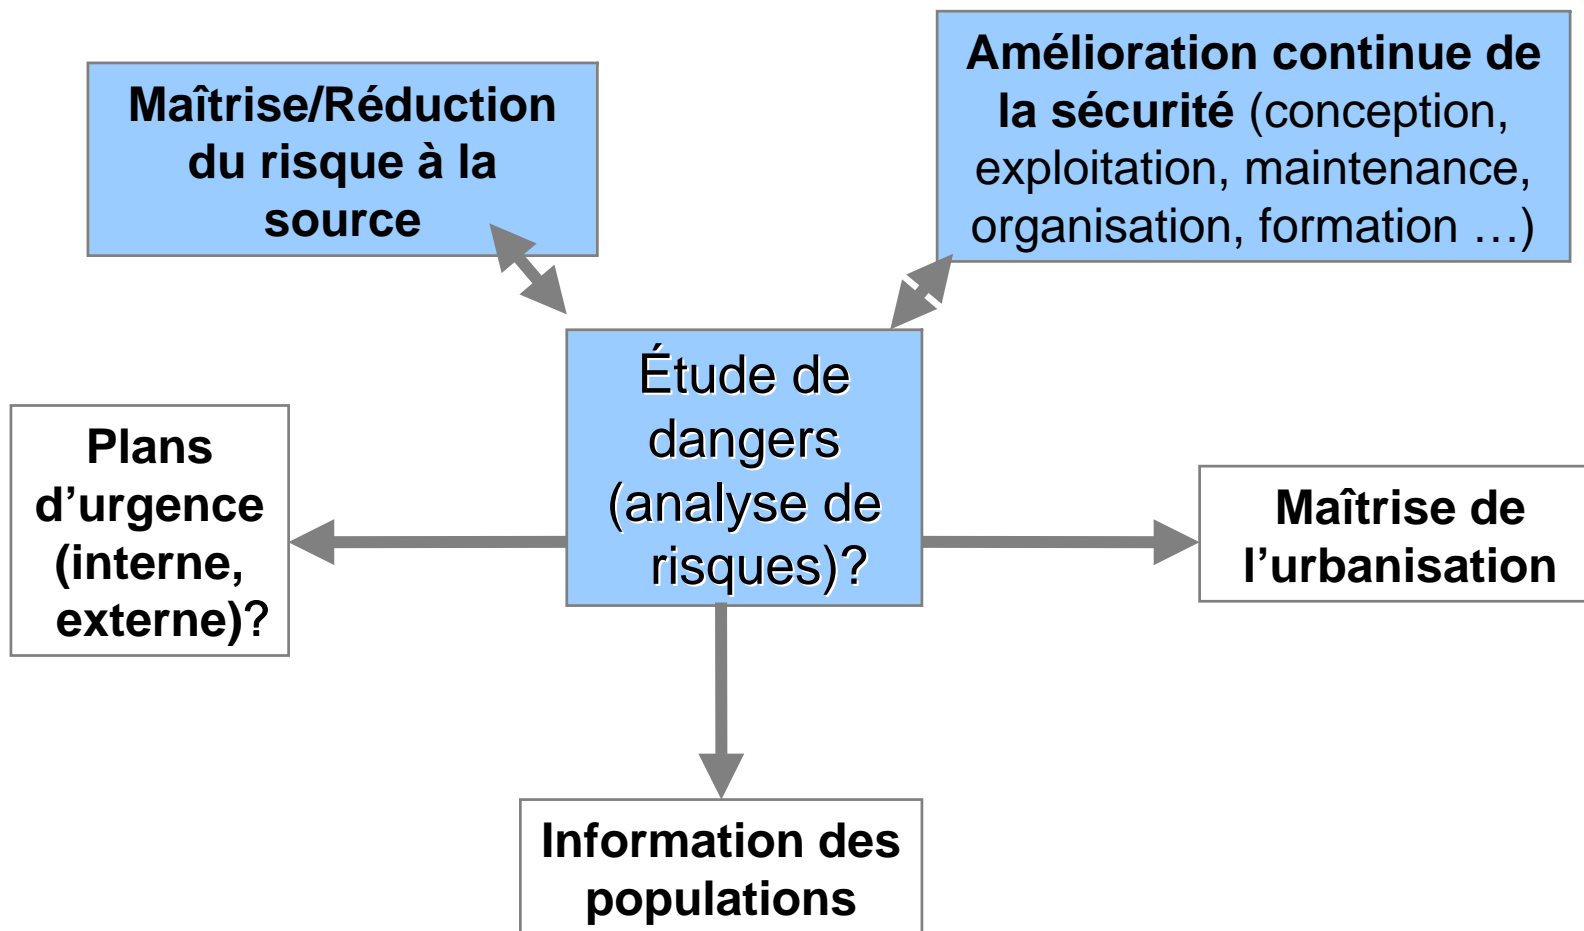 Maîtrise/Réduction
du risque à la
source
Amélioration continue de
la sécurité (conception,
exploitation, maintenance,
organisation, formation …)
Étude de
dangers
(analyse de
risques)?
Plans
d’urgence
(interne,
externe)?
Maîtrise de
l’urbanisation
Information des
populations